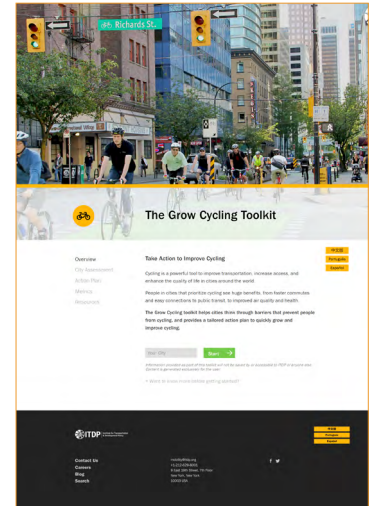 Richards St.
The Grow Cycling Toolkit
Overview
City Assessment
Action Plan
Metrics
Resources
Take Action to Improve Cycling
Cycling is a powerful tool to improve transportation, increase access, and
enhance the quality of life in cities around the world.
People in cities that prioritize cycling see huge benefits, from faster commutes
and easy connections to public transit, to improved air quality and health.
The Grow Cycling toolkit helps cities think through barriers that prevent people
from cycling, and provides a tailored action plan to quickly grow and
improve cycling.
中文版
Português
Español
Your City
Start
ITDP
中文版
Português
Español
Contact Us
Careers
Blog
Search